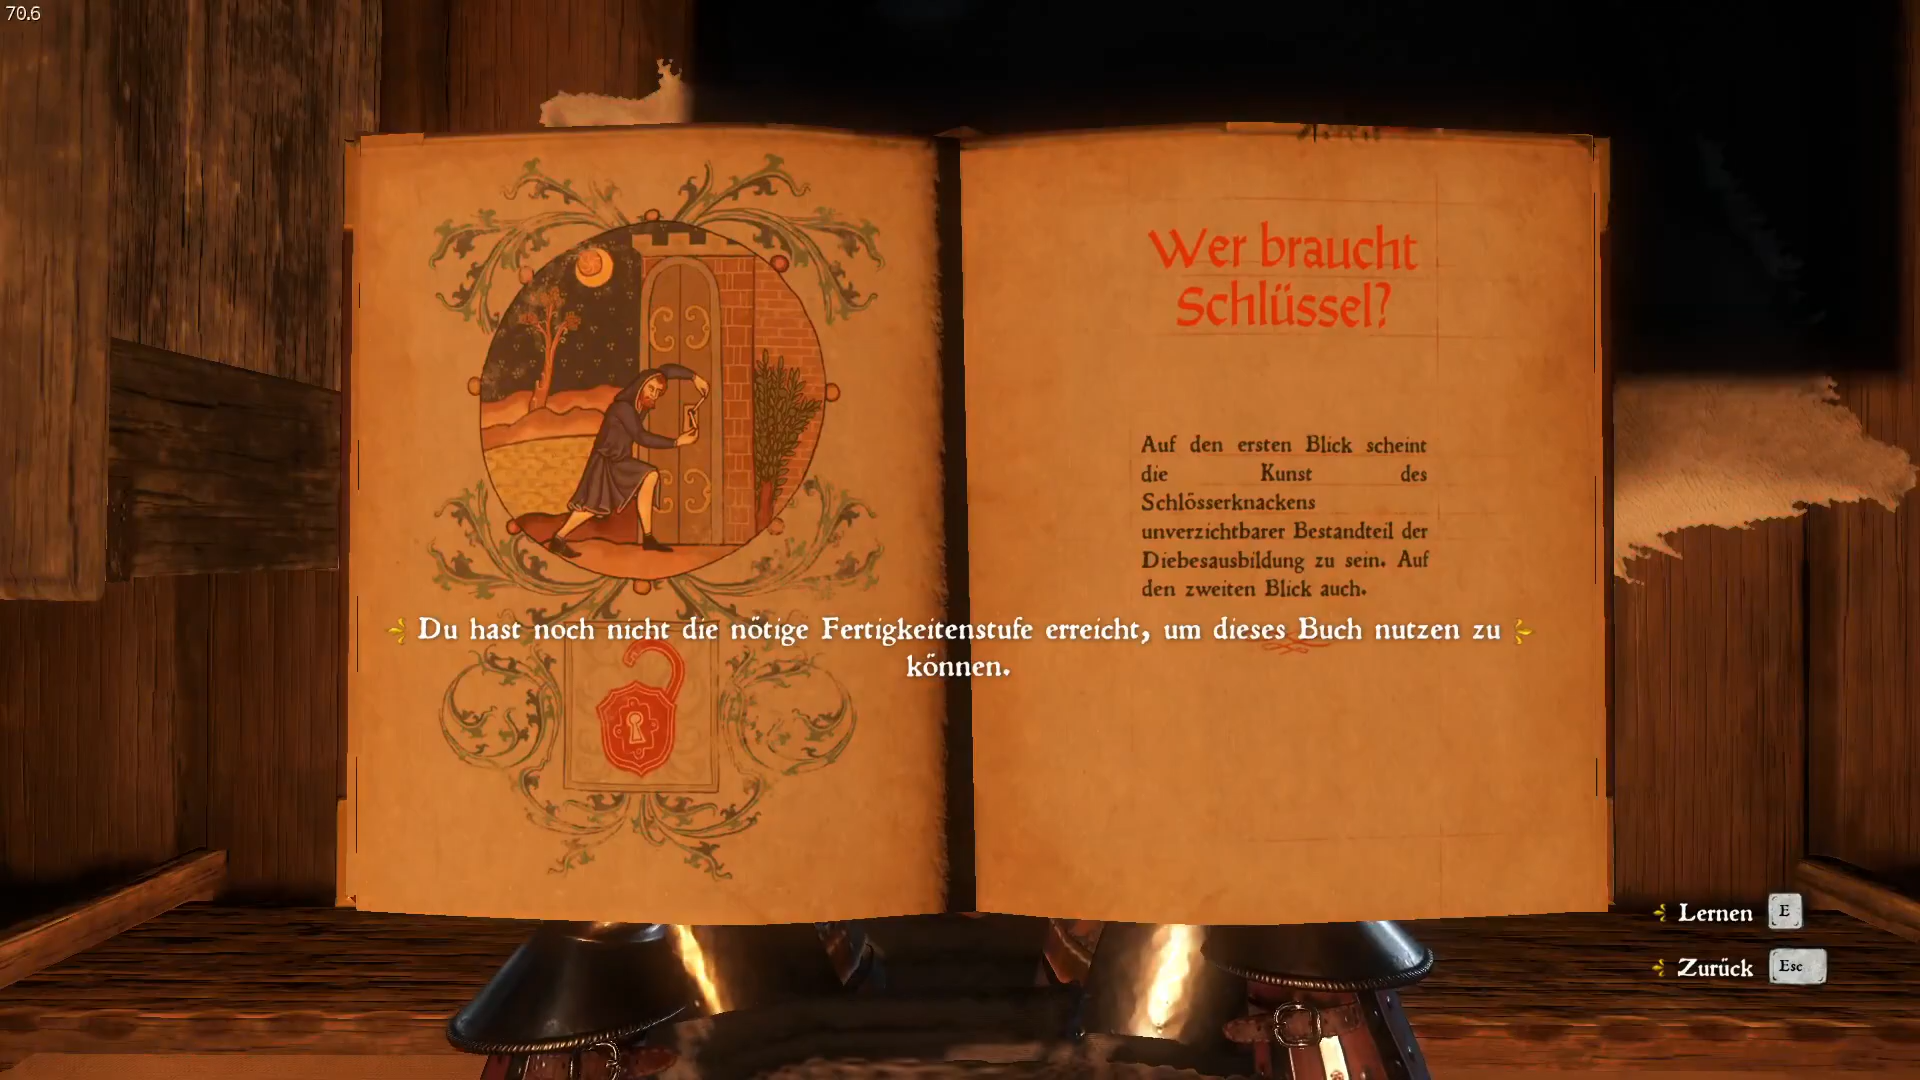 70.6
Wer braucht
Schlüssel?
Auf den ersten Blick scheint
die Kunst des
Schlösserknackens
unverzichtbarer Bestandteil der
Diebesausbildung zu sein. Auf
den zweiten Blick auch.
Du hast noch nicht die nötige Fertigkeitenstufe erreicht, um dieses Buch nutzen zu
können.
Lernen E
Zurück Esc